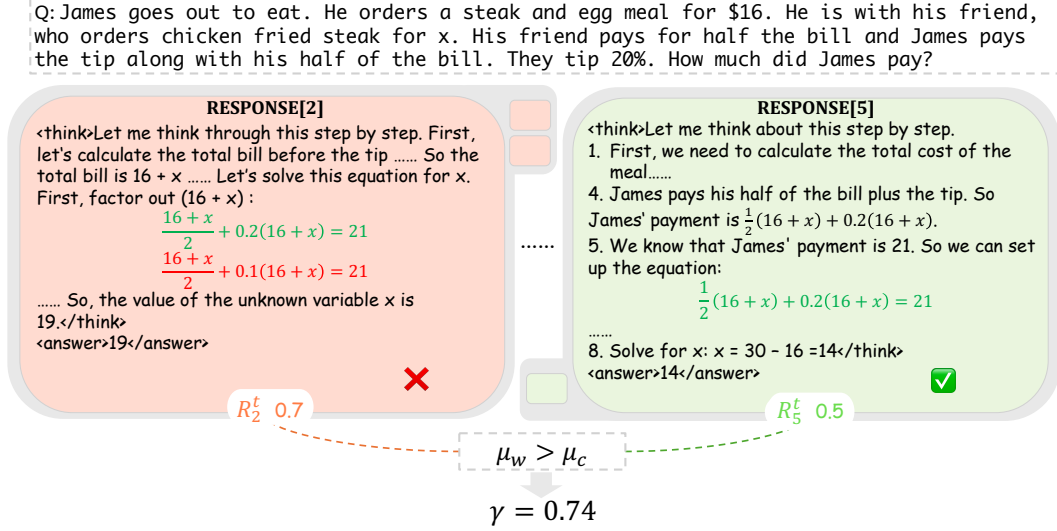 Q: James goes out to eat. He orders a steak and egg meal for $16. He is with his friend,
who orders chicken fried steak for x. His friend pays for half the bill and James pays
the tip along with his half of the bill. They tip 20%. How much did James pay?
RESPONSE[2]
<think>Let me think through this step by step. First,
let's calculate the total bill before the tip ...... So the
total bill is 16 + x ...... Let's solve this equation for x.
First, factor out (16 + x) :
\frac{16 + x}{2} + 0.2(16 + x) = 21
\frac{16 + x}{2} + 0.1(16 + x) = 21
...... So, the value of the unknown variable x is
19.</think>
<answer>19</answer>
R_2^t 0.7
......
RESPONSE[5]
<think>Let me think about this step by step.
1. First, we need to calculate the total cost of the
meal......
4. James pays his half of the bill plus the tip. So
James' payment is \frac{1}{2}(16 + x) + 0.2(16 + x).
5. We know that James' payment is 21. So we can set
up the equation:
\frac{1}{2}(16 + x) + 0.2(16 + x) = 21
......
8. Solve for x: x = 30 – 16 =14</think>
<answer>14</answer>
R_5^t 0.5
μ_w > μ_c
γ = 0.74